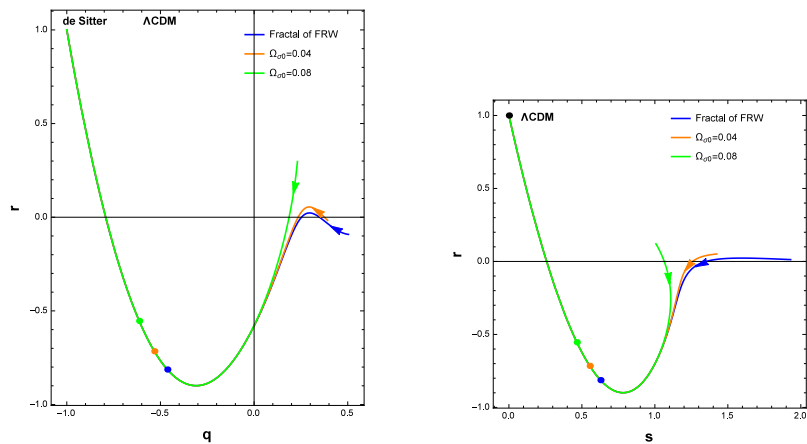 de Sitter ΛCDM
Fractal of FRW
Ωσ0=0.04
Ωσ0=0.08
1.0
0.5
0.0
-0.5
-1.0
r
-1.0 -0.5 0.0 0.5
q
ΛCDM
Fractal of FRW
Ωσ0=0.04
Ωσ0=0.08
1.0
0.5
0.0
-0.5
-1.0
r
0.0 0.5 1.0 1.5 2.0
s